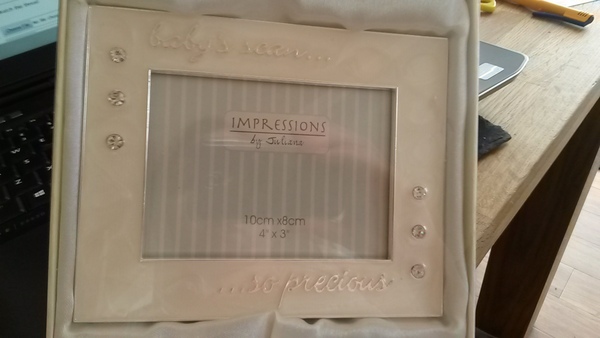 baby's scan...
IMPRESSIONS
by Juliana
10cm x8cm
4" x 3"
...so precious